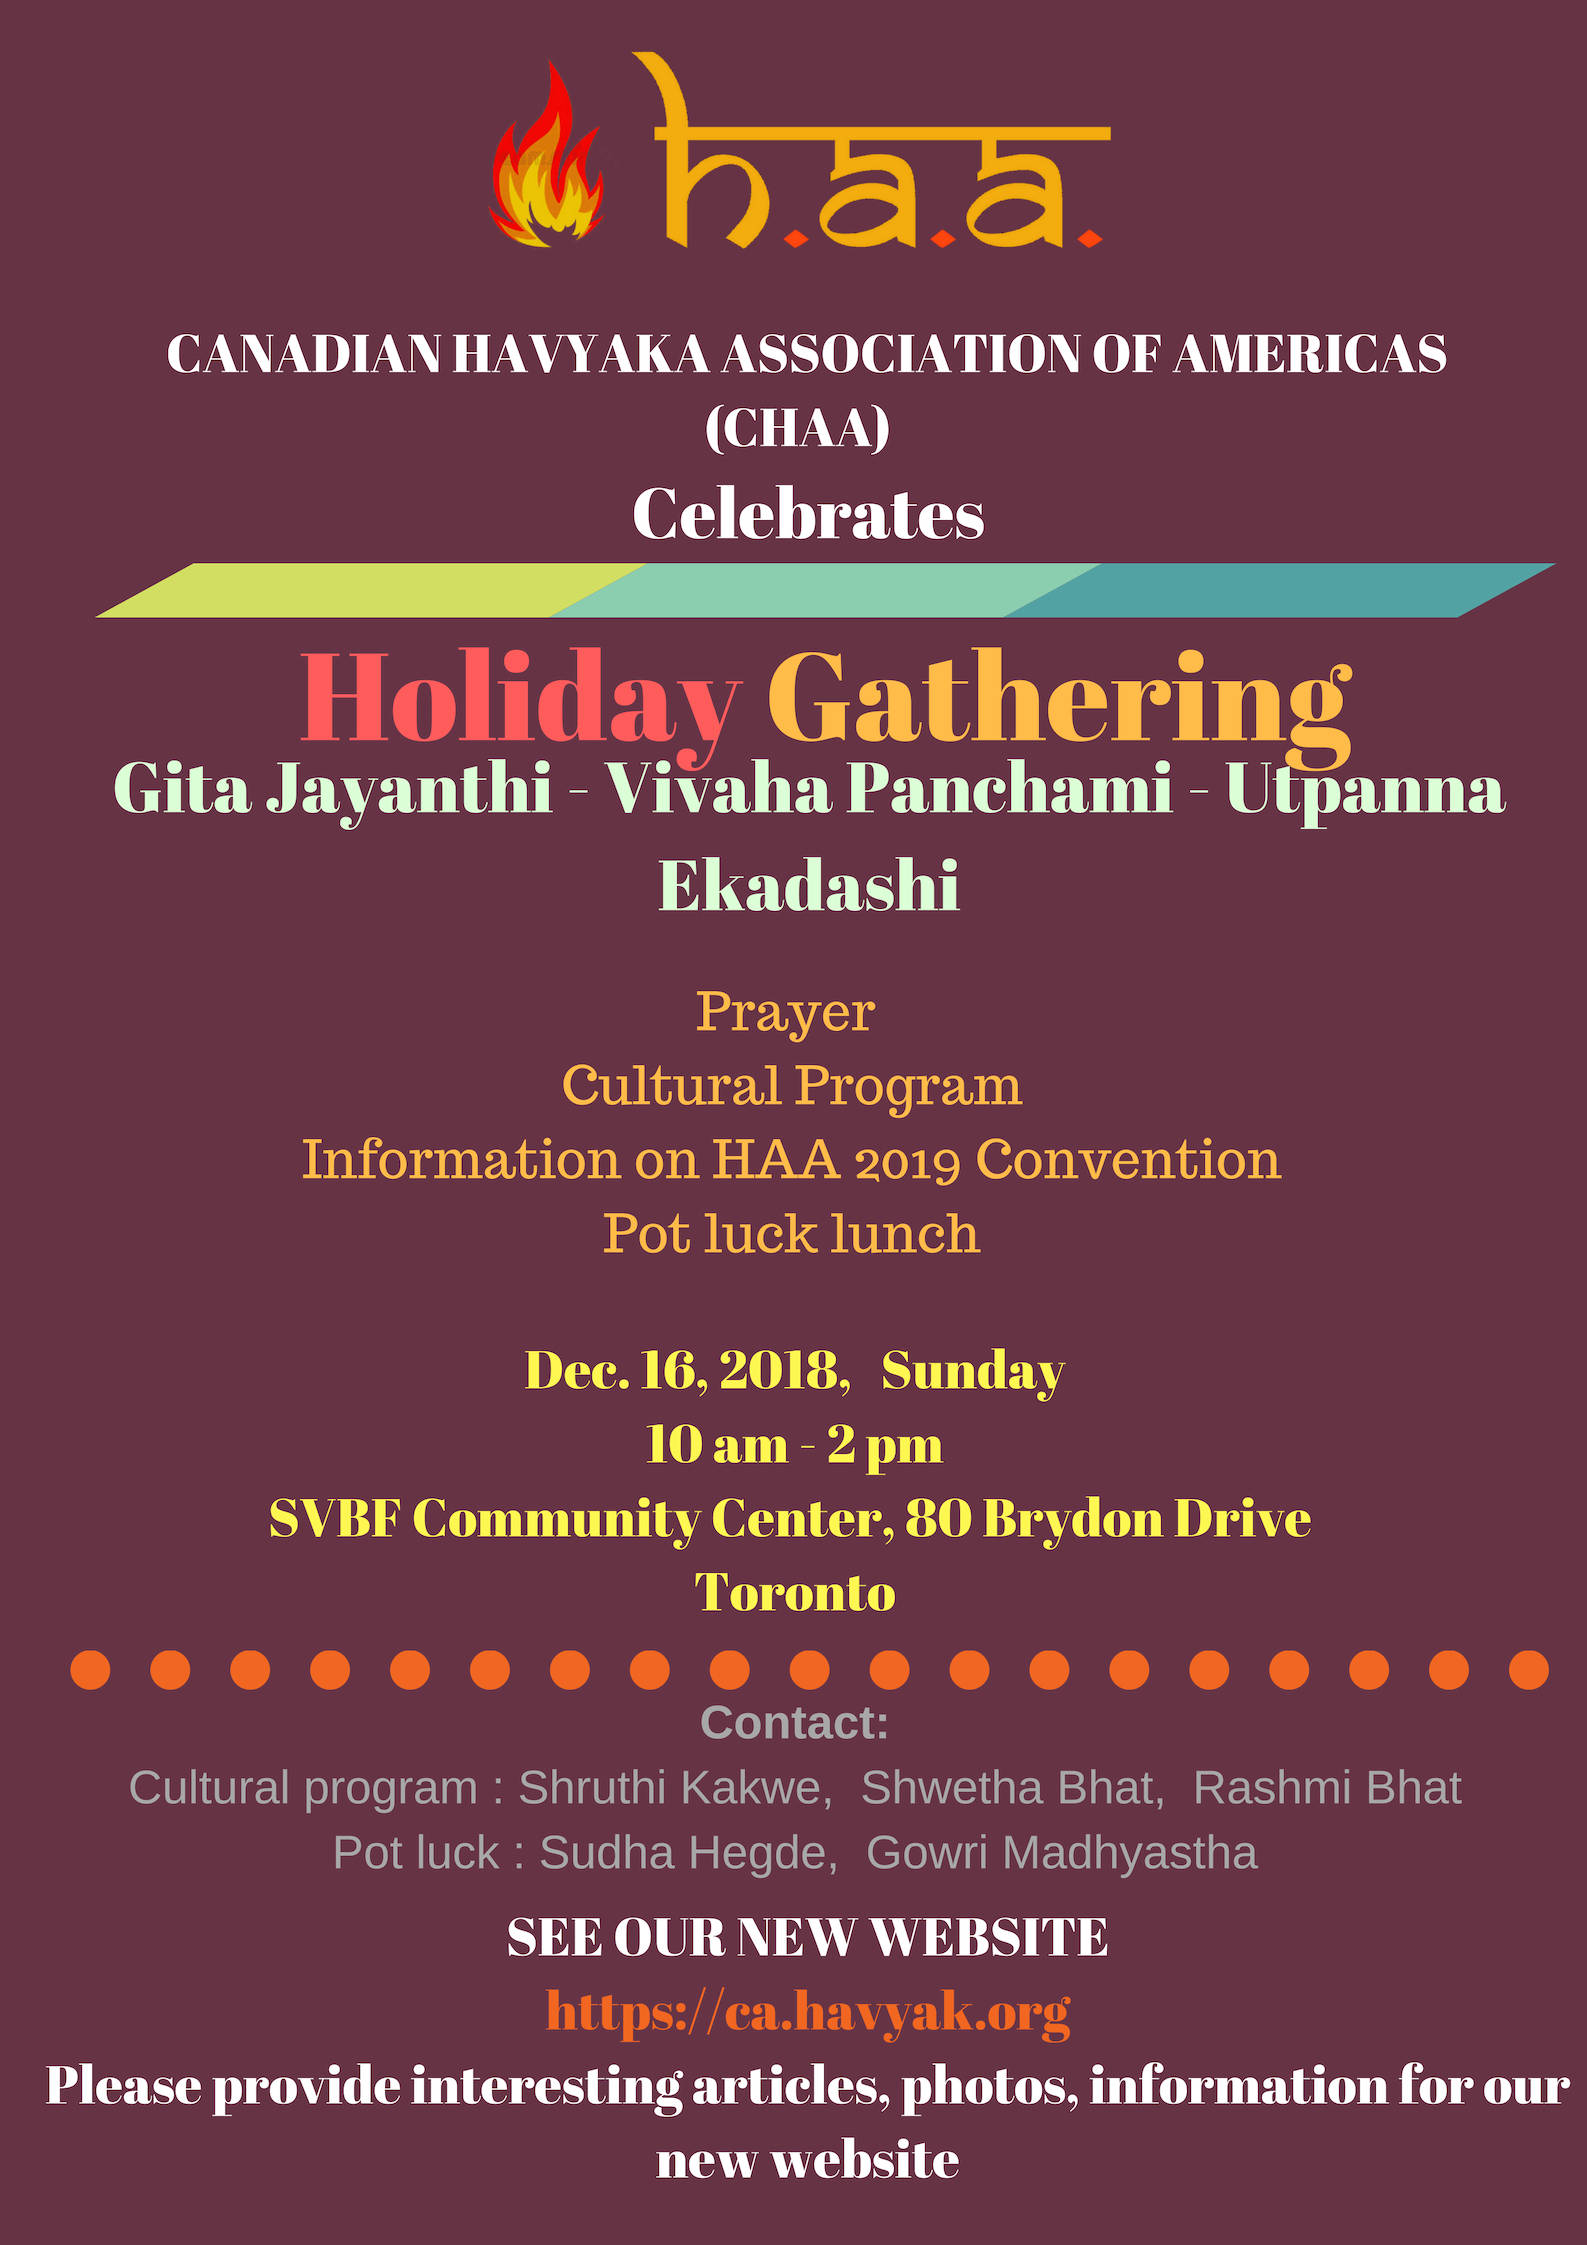 h.a.a.
CANADIAN HAVYAKA ASSOCIATION OF AMERICAS
(CHAA)
Celebrates
Holiday Gathering
Gita Jayanthi - Vivaha Panchami - Utpanna
Ekadashi
Prayer
Cultural Program
Information on HAA 2019 Convention
Pot luck lunch
Dec. 16, 2018, Sunday
10 am - 2 pm
SVBF Community Center, 80 Brydon Drive
Toronto
Contact:
Cultural program : Shruthi Kakwe, Shwetha Bhat, Rashmi Bhat
Pot luck : Sudha Hegde, Gowri Madhyastha
SEE OUR NEW WEBSITE
https://ca.havyak.org
Please provide interesting articles, photos, information for our
new website